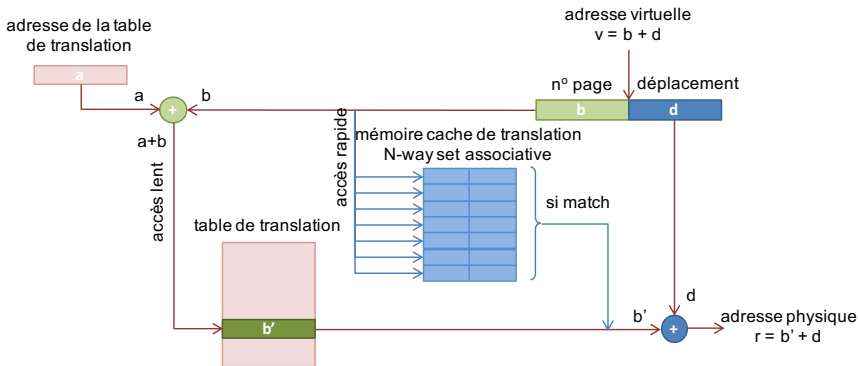 adresse virtuelle
v = b + d
adresse de la table
de translation
a
a
+
b
nº page
déplacement
b
d
a+b
accès lent
accès rapide
mémoire cache de translation
N-way set associative
si match
table de translation
b'
b'
d
+
adresse physique
r = b' + d